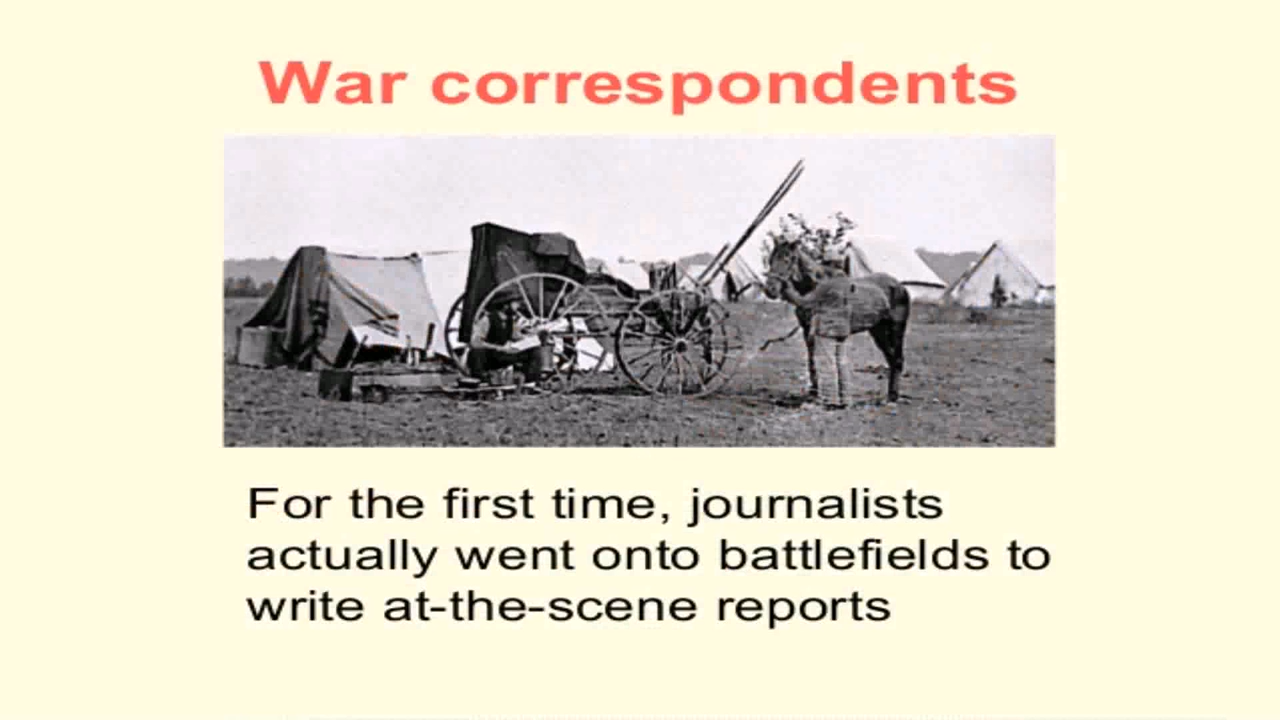 War correspondents
For the first time, journalists
actually went onto battlefields to
write at-the-scene reports